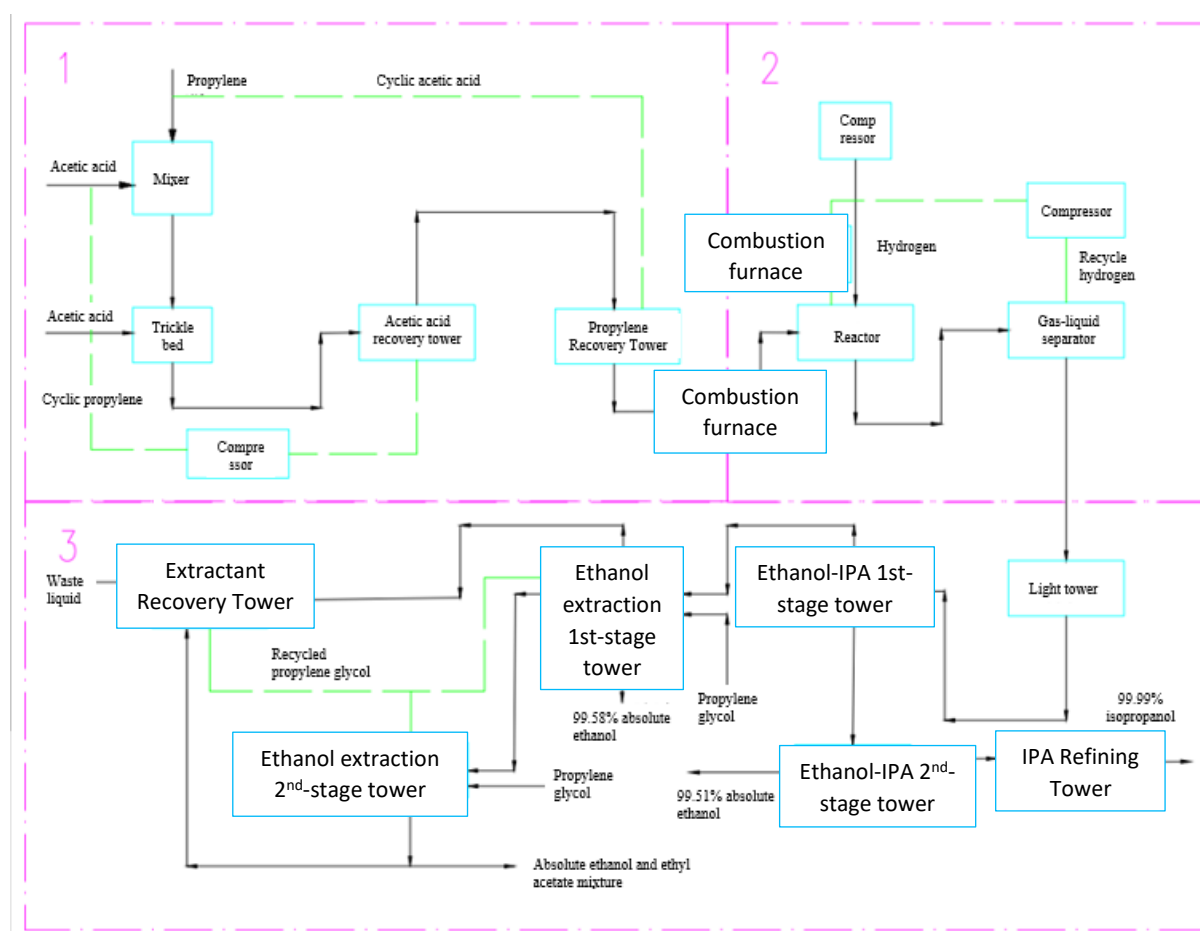 1
Propylene
Cyclic acetic acid
Acetic acid
Mixer
Acetic acid
Trickle
bed
Acetic acid
recovery tower
Propylene
Recovery Tower
Cyclic propylene
Compre
ssor
2
Comp
ressor
Compressor
Combustion
furnace
Hydrogen
Recycle
hydrogen
Reactor
Gas-liquid
separator
Combustion
furnace
3
Waste
liquid
Extractant
Recovery Tower
Ethanol
extraction
1st-stage
tower
Ethanol-IPA 1st-
stage tower
Light tower
Recycled
propylene glycol
99.58% absolute
ethanol
Propylene
glycol
99.99%
isopropanol
Ethanol extraction
2nd-stage tower
Propylene
glycol
99.51% absolute
ethanol
Ethanol-IPA 2nd-
stage tower
IPA Refining
Tower
Absolute ethanol and ethyl
acetate mixture